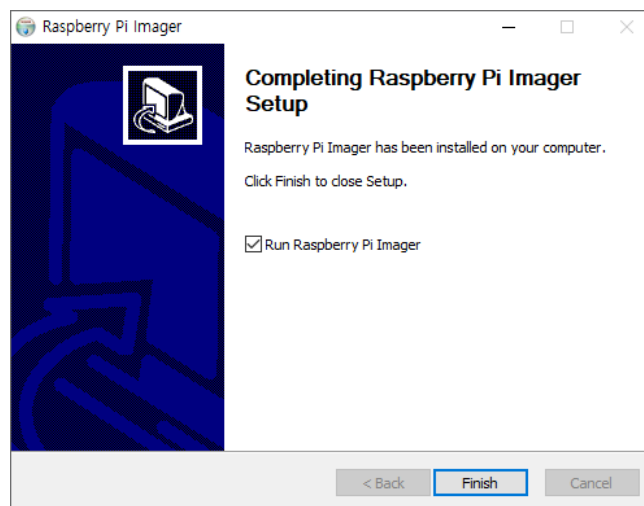 Raspberry Pi Imager
Completing Raspberry Pi Imager
Setup
Raspberry Pi Imager has been installed on your computer.
Click Finish to close Setup.
Run Raspberry Pi Imager
< Back
Finish
Cancel